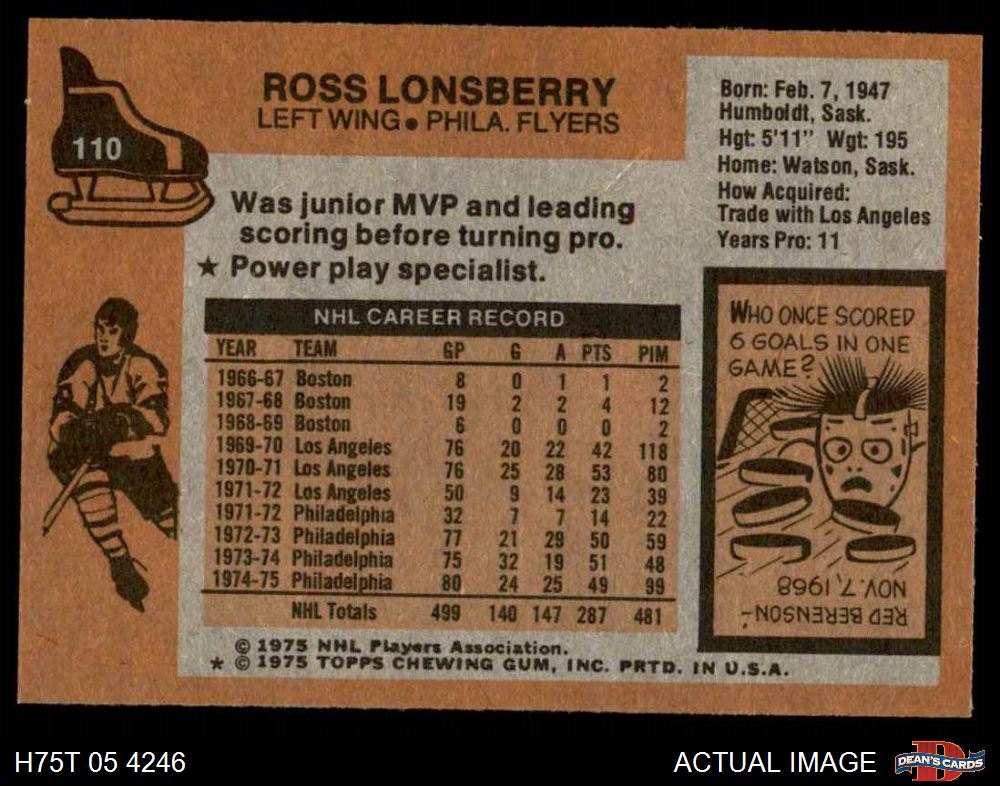 110
ROSS LONSBERRY
LEFT WING • PHILA. FLYERS
Born: Feb. 7, 1947
Humboldt, Sask.
Hgt: 5'11" Wgt: 195
Home: Watson, Sask.
How Acquired:
Trade with Los Angeles
Years Pro: 11
Was junior MVP and leading
scoring before turning pro.
★ Power play specialist.
NHL CAREER RECORD
YEAR TEAM GP G A PTS PIM
1966-67 Boston 8 0 1 1 2
1967-68 Boston 19 2 2 4 12
1968-69 Boston 6 0 0 0 2
1969-70 Los Angeles 76 20 22 42 118
1970-71 Los Angeles 76 25 28 53 80
1971-72 Los Angeles 50 9 14 23 39
1971-72 Philadelphia 32 7 7 14 22
1972-73 Philadelphia 77 21 29 50 59
1973-74 Philadelphia 75 32 19 51 48
1974-75 Philadelphia 80 24 25 49 99
NHL Totals 499 140 147 287 481
© 1975 NHL Players Association.
★ © 1975 TOPPS CHEWING GUM, INC. PRTD. IN U.S.A.
WHO ONCE SCORED
6 GOALS IN ONE
GAME?
RED BERENSON-
NOV. 7, 1968
H75T 05 4246
ACTUAL IMAGE
D
DEAN'S CARDS